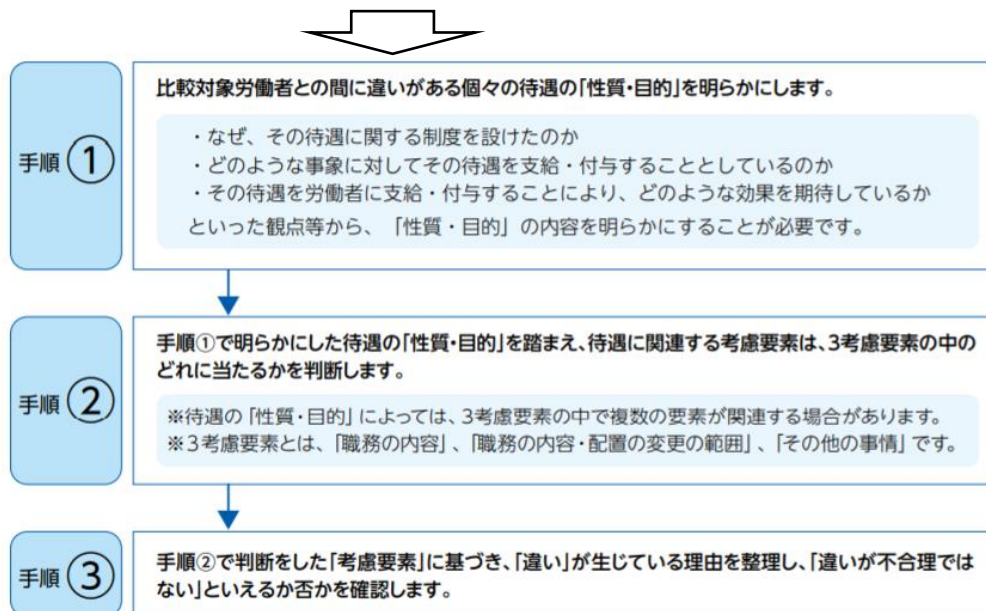 手順①
比較対象労働者との間に違いがある個々の待遇の「性質・目的」を明らかにします。
・なぜ、その待遇に関する制度を設けたのか
・どのような事象に対してその待遇を支給・付与することとしているのか
・その待遇を労働者に支給・付与することにより、どのような効果を期待しているか
といった観点等から、「性質・目的」の内容を明らかにすることが必要です。
手順②
手順①で明らかにした待遇の「性質・目的」を踏まえ、待遇に関連する考慮要素は、3考慮要素の中の
どれに当たるかを判断します。
※待遇の「性質・目的」によっては、3考慮要素の中で複数の要素が関連する場合があります。
※3考慮要素とは、「職務の内容」、「職務の内容・配置の変更の範囲」、「その他の事情」です。
手順③
手順②で判断をした「考慮要素」に基づき、「違い」が生じている理由を整理し、「違いが不合理では
ない」といえるか否かを確認します。